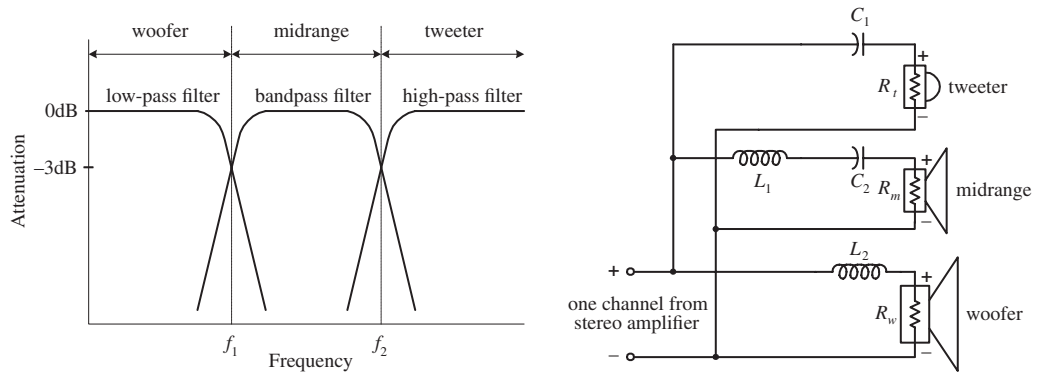 woofer midrange tweeter
low-pass filter bandpass filter high-pass filter
0dB
−3dB
Attenuation
f₁ f₂
Frequency
C₁
Rₜ tweeter
+
−
L₁ C₂
Rₘ midrange
+
−
L₂
+
one channel from
stereo amplifier
−
R_w woofer
+
−